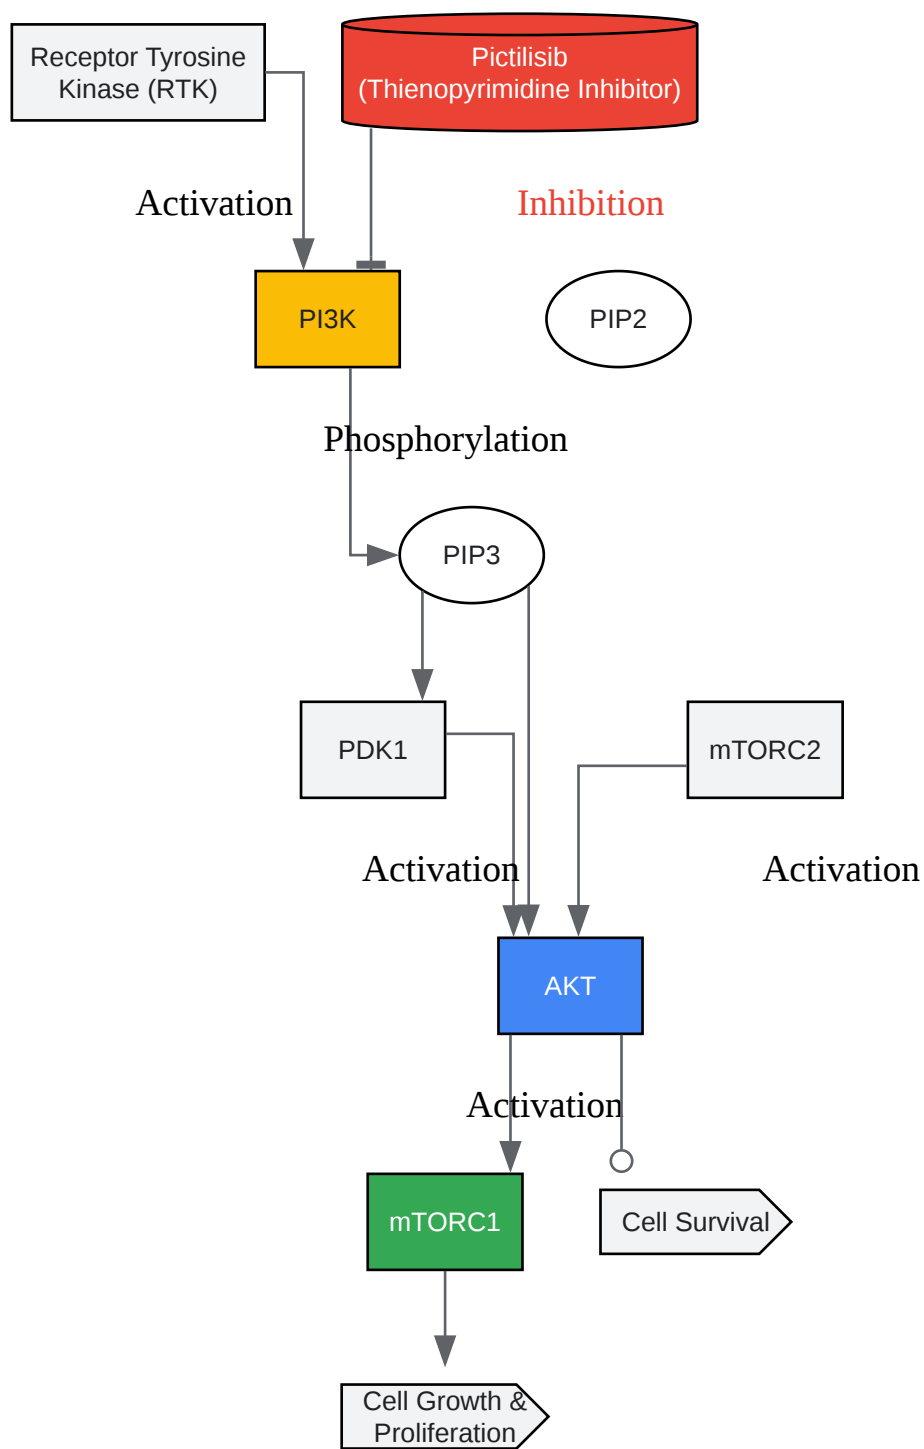 Receptor Tyrosine
Kinase (RTK)
Pictilisib
(Thienopyrimidine Inhibitor)
Activation
Inhibition
PI3K
PIP2
Phosphorylation
PIP3
PDK1
mTORC2
Activation
Activation
AKT
Activation
mTORC1
Cell Survival
Cell Growth &
Proliferation